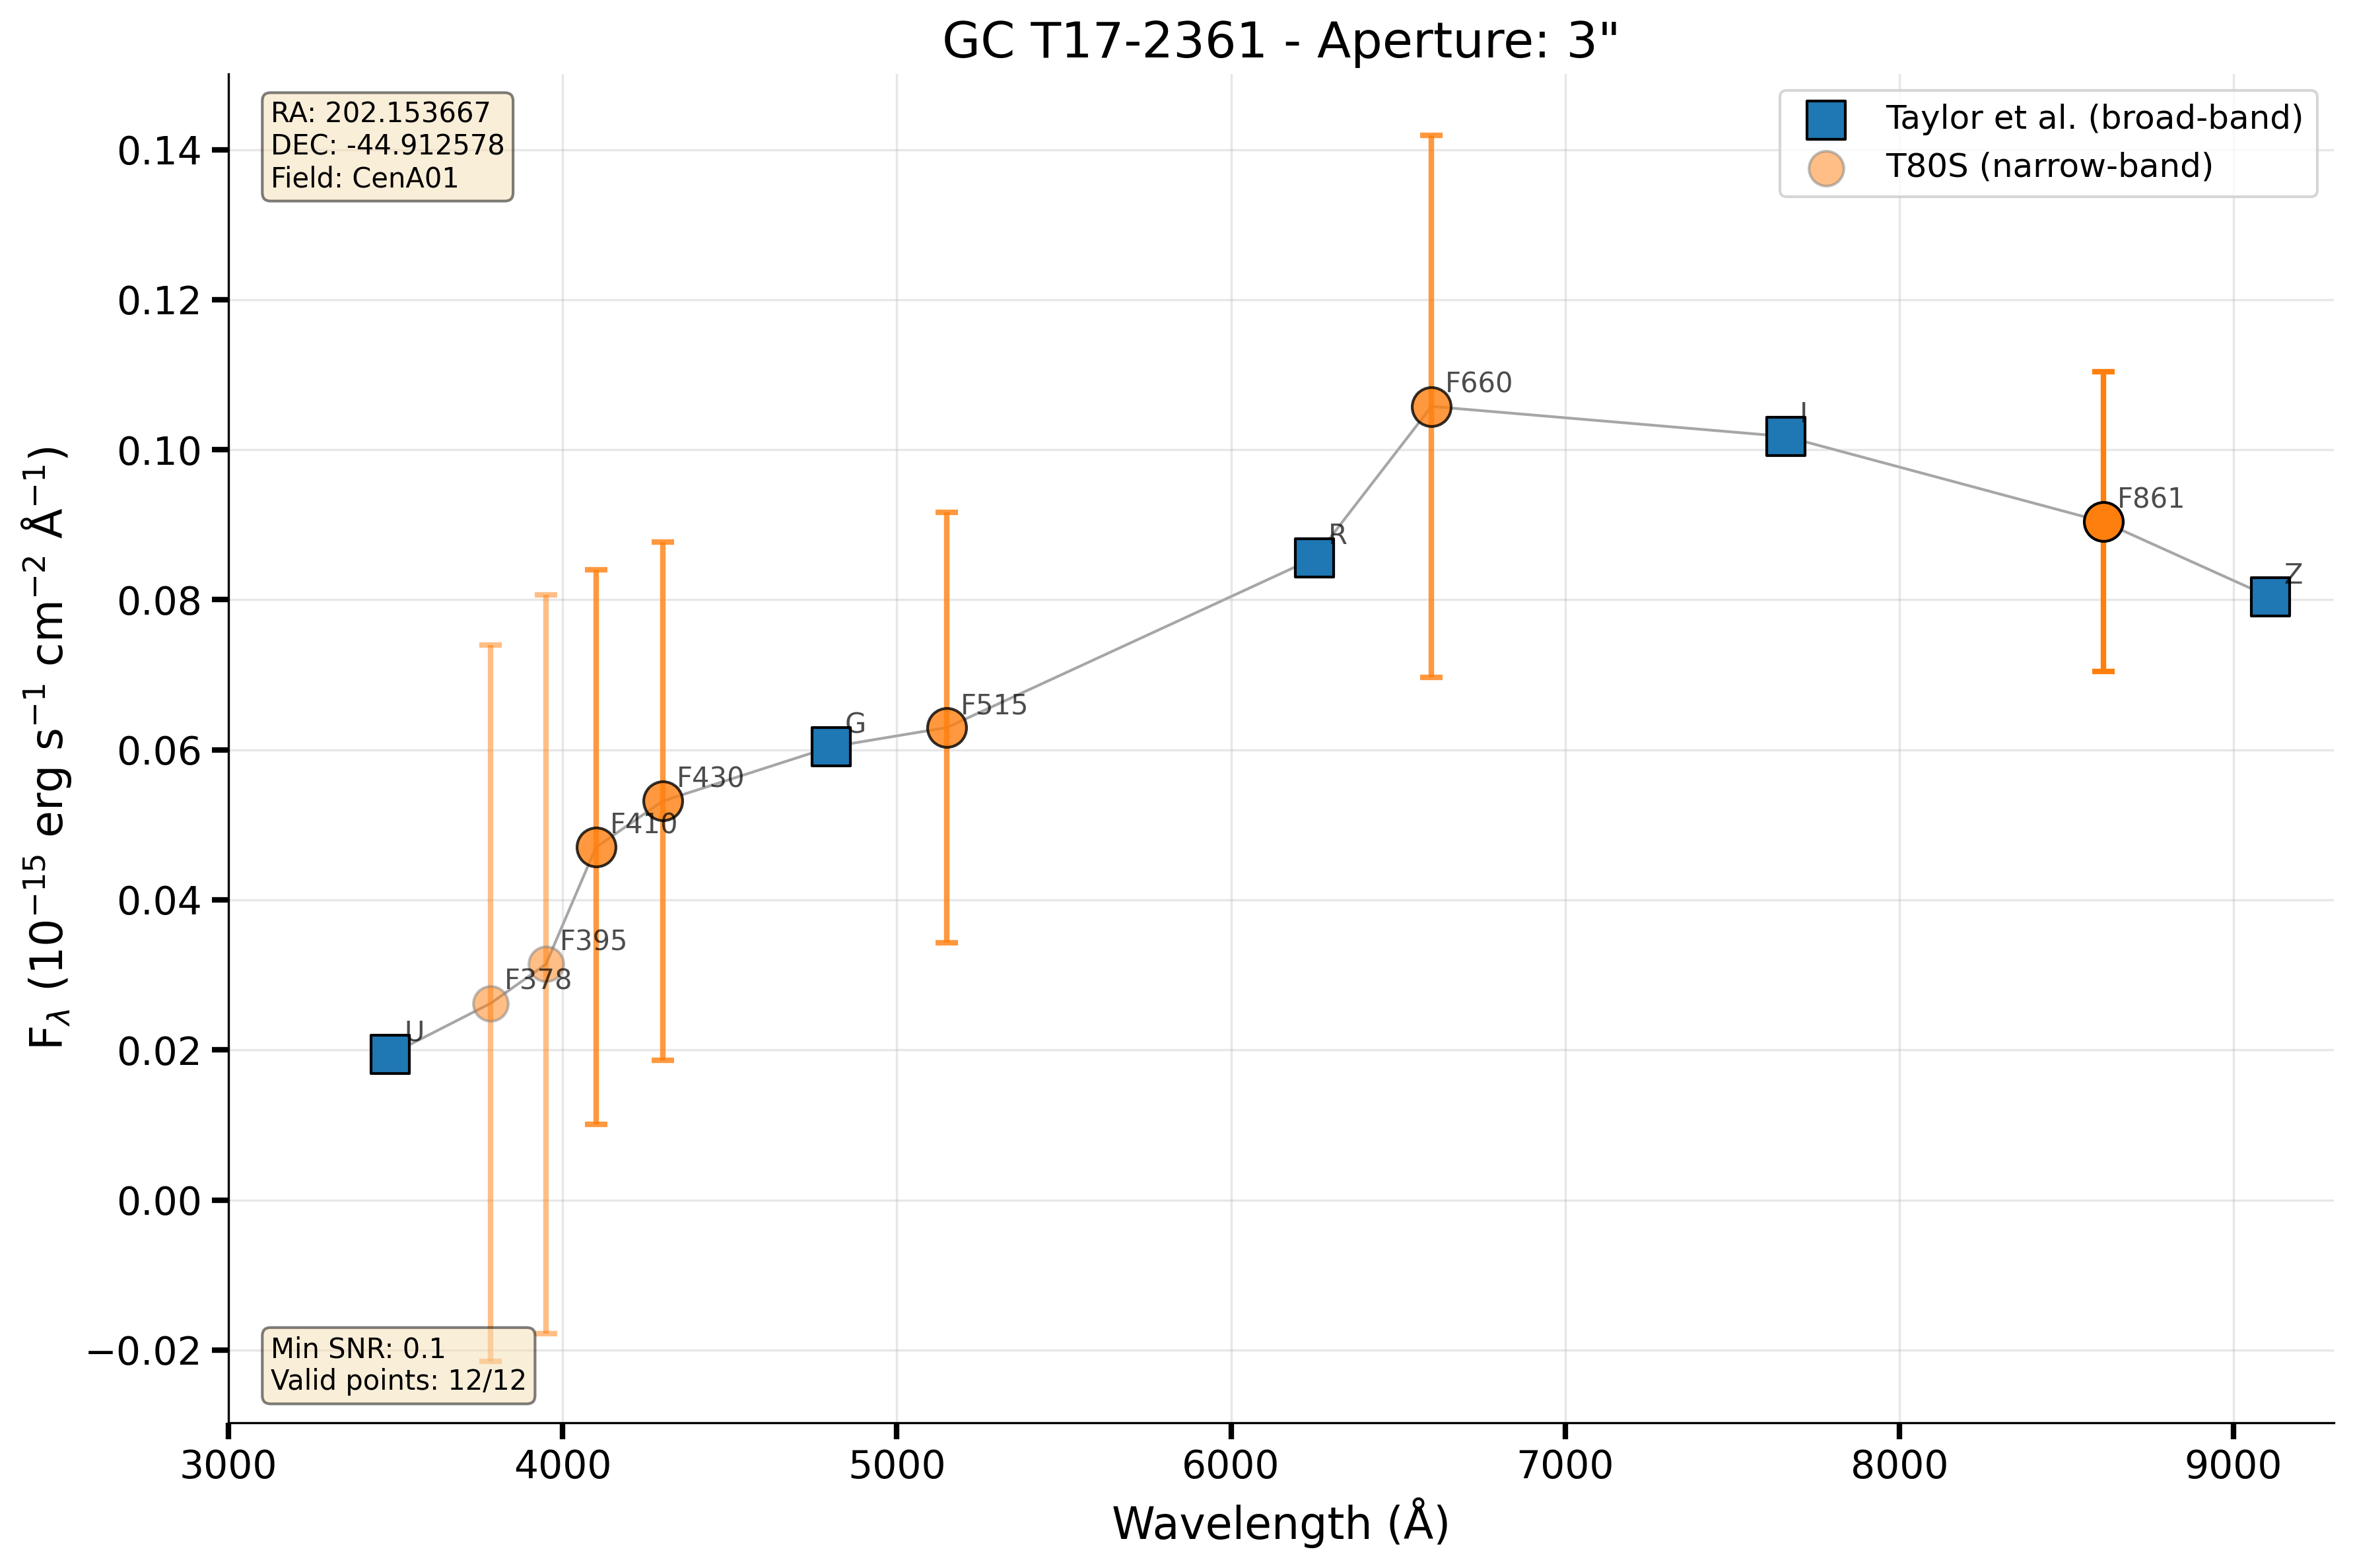 GC T17-2361 - Aperture: 3"
RA: 202.153667
DEC: -44.912578
Field: CenA01
Taylor et al. (broad-band)
T80S (narrow-band)
F660
I
F861
R
Z
G
F515
F430
F410
F395
F378
U
Min SNR: 0.1
Valid points: 12/12
0.14
0.12
0.10
0.08
0.06
0.04
0.02
0.00
−0.02
F_λ (10⁻¹⁵ erg s⁻¹ cm⁻² Å⁻¹)
3000 4000 5000 6000 7000 8000 9000
Wavelength (Å)